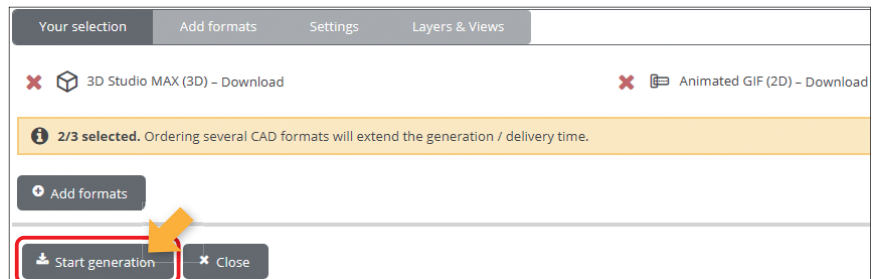 Your selection Add formats Settings Layers & Views
3D Studio MAX (3D) – Download Animated GIF (2D) – Download
2/3 selected. Ordering several CAD formats will extend the generation / delivery time.
Add formats
Start generation Close